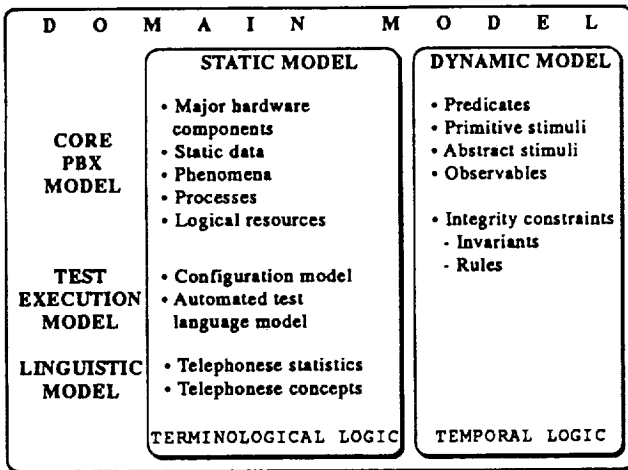 D O M A I N M O D E L
STATIC MODEL
DYNAMIC MODEL
CORE
PBX
MODEL
• Major hardware
components
• Static data
• Phenomena
• Processes
• Logical resources
• Predicates
• Primitive stimuli
• Abstract stimuli
• Observables
• Integrity constraints
- Invariants
- Rules
TEST
EXECUTION
MODEL
• Configuration model
• Automated test
language model
LINGUISTIC
MODEL
• Telephonese statistics
• Telephonese concepts
TERMINOLOGICAL LOGIC
TEMPORAL LOGIC